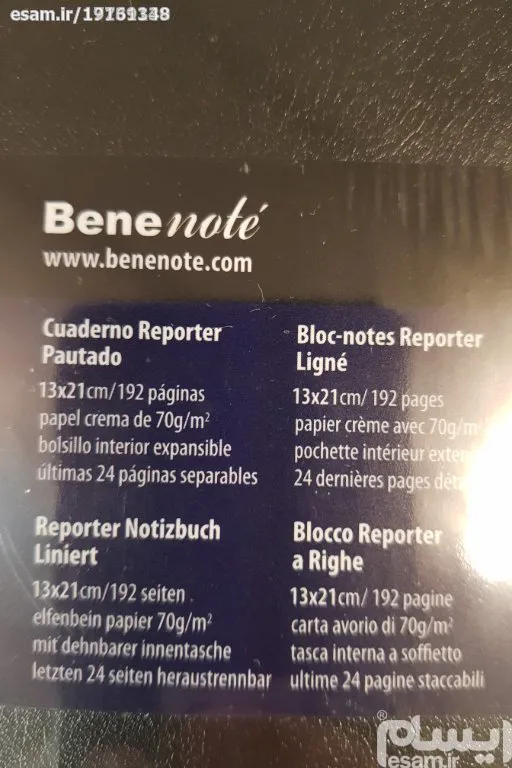 Benenoté
www.benenote.com
Cuaderno Reporter
Pautado
13x21cm/192 páginas
papel crema de 70g/m²
bolsillo interior expansible
últimas 24 páginas separables
Bloc-notes Reporter
Ligné
13x21cm/ 192 pages
papier crème avec 70g/m²
pochette intérieur
24 dernières pages
Reporter Notizbuch
Liniert
13x21cm/192 seiten
elfenbein papier 70g/m²
mit dehnbarer innentasche
letzten 24 seiten heraustrennbar
Blocco Reporter
a Righe
13x21cm/ 192 pagine
carta avorio di 70g/m²
tasca interna a soffietto
ultime 24 pagine staccabili
ایسام®
esam.ir